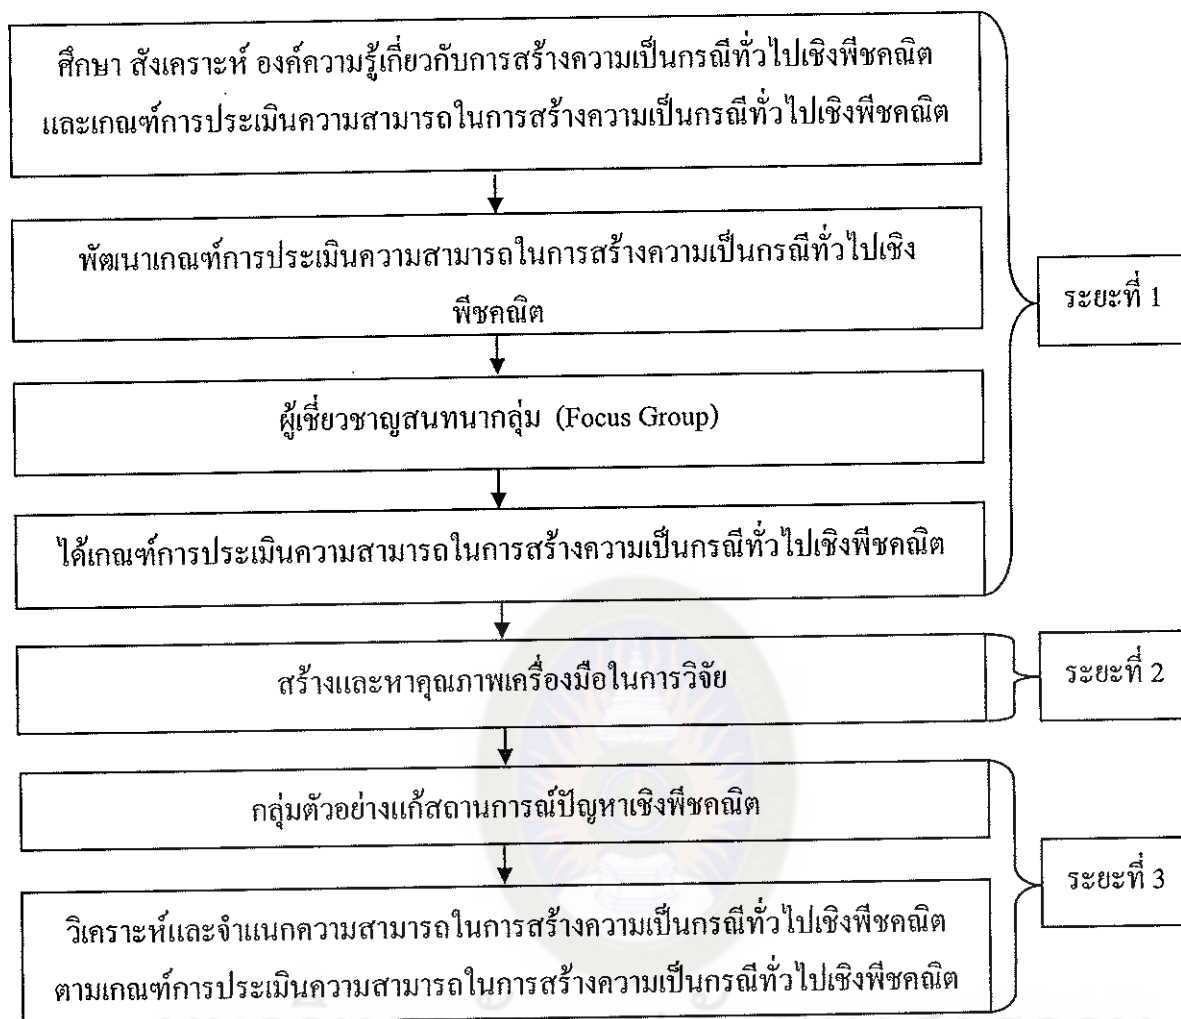 ศึกษา สังเคราะห์ องค์ความรู้เกี่ยวกับการสร้างความเป็นกรณีทั่วไปเชิงพีชคณิต
และเกณฑ์การประเมินความสามารถในการสร้างความเป็นกรณีทั่วไปเชิงพีชคณิต
พัฒนาเกณฑ์การประเมินความสามารถในการสร้างความเป็นกรณีทั่วไปเชิง
พีชคณิต
ระยะที่ 1
ผู้เชี่ยวชาญสนทนากลุ่ม (Focus Group)
ได้เกณฑ์การประเมินความสามารถในการสร้างความเป็นกรณีทั่วไปเชิงพีชคณิต
สร้างและหาคุณภาพเครื่องมือในการวิจัย
ระยะที่ 2
กลุ่มตัวอย่างแก้สถานการณ์ปัญหาเชิงพีชคณิต
ระยะที่ 3
วิเคราะห์และจำแนกความสามารถในการสร้างความเป็นกรณีทั่วไปเชิงพีชคณิต
ตามเกณฑ์การประเมินความสามารถในการสร้างความเป็นกรณีทั่วไปเชิงพีชคณิต